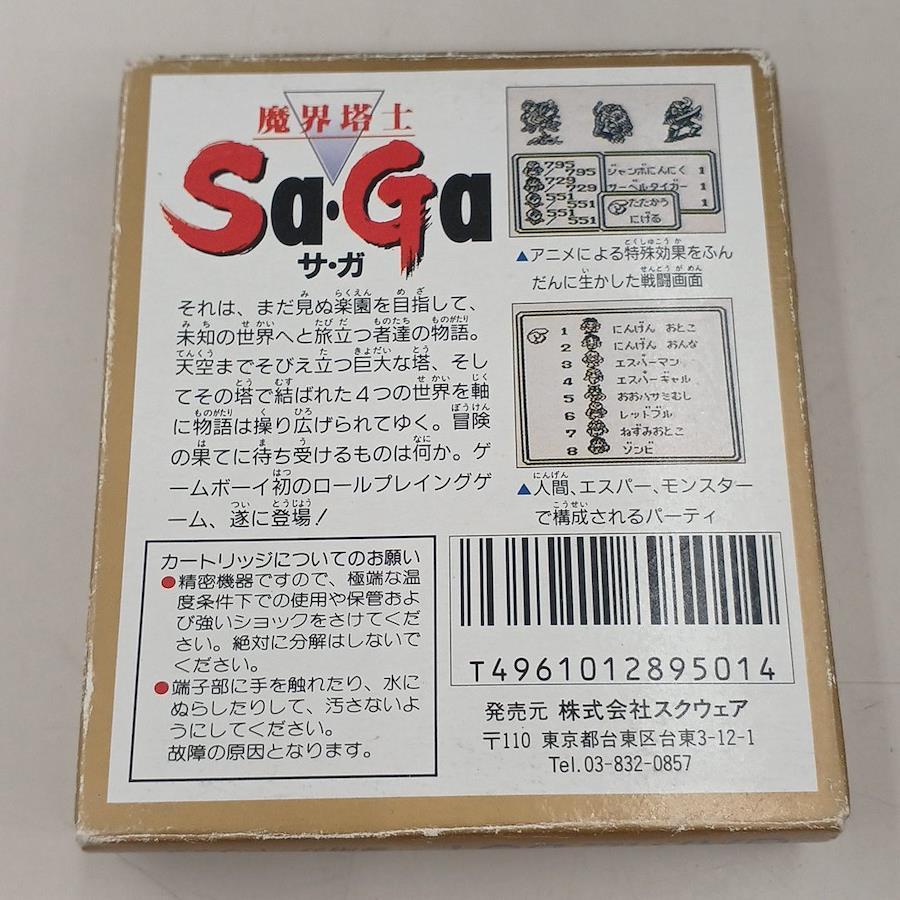 魔界塔士
Sa・Ga
サ・ガ
それは、まだ見ぬ楽園を目指して、
未知の世界へと旅立つ者達の物語。
天空までそびえ立つ巨大な塔、そし
てその塔で結ばれた4つの世界を軸
に物語は操り広げられてゆく。冒険
の果てに待ち受けるものは何か。ゲ
ームボーイ初のロールプレイングゲ
ーム、遂に登場!
795
/ 795
729
/ 729
551
/ 551
551
/ 551
ジャンボにんにく 1
サーベルタイガー 1
1
たたかう
にげる
▲アニメによる特殊効果をふん
だんに生かした戦闘画面
1 にんげん おとこ
2 にんげん おんな
3 エスパーマン
4 エスパーギャル
5 おおバサミむし
6 レッドブル
7 ねずみおとこ
8 ゾンビ
▲人間、エスパー、モンスター
で構成されるパーティ
カートリッジについてのお願い
●精密機器ですので、極端な温
度条件下での使用や保管およ
び強いショックをさけてくだ
さい。絶対に分解はしないで
ください。
●端子部に手を触れたり、水に
ぬらしたりして、汚さないよ
うにしてください。
故障の原因となります。
T4961012895014
発売元 株式会社スクウェア
〒110 東京都台東区台東3-12-1
Tel. 03-832-0857